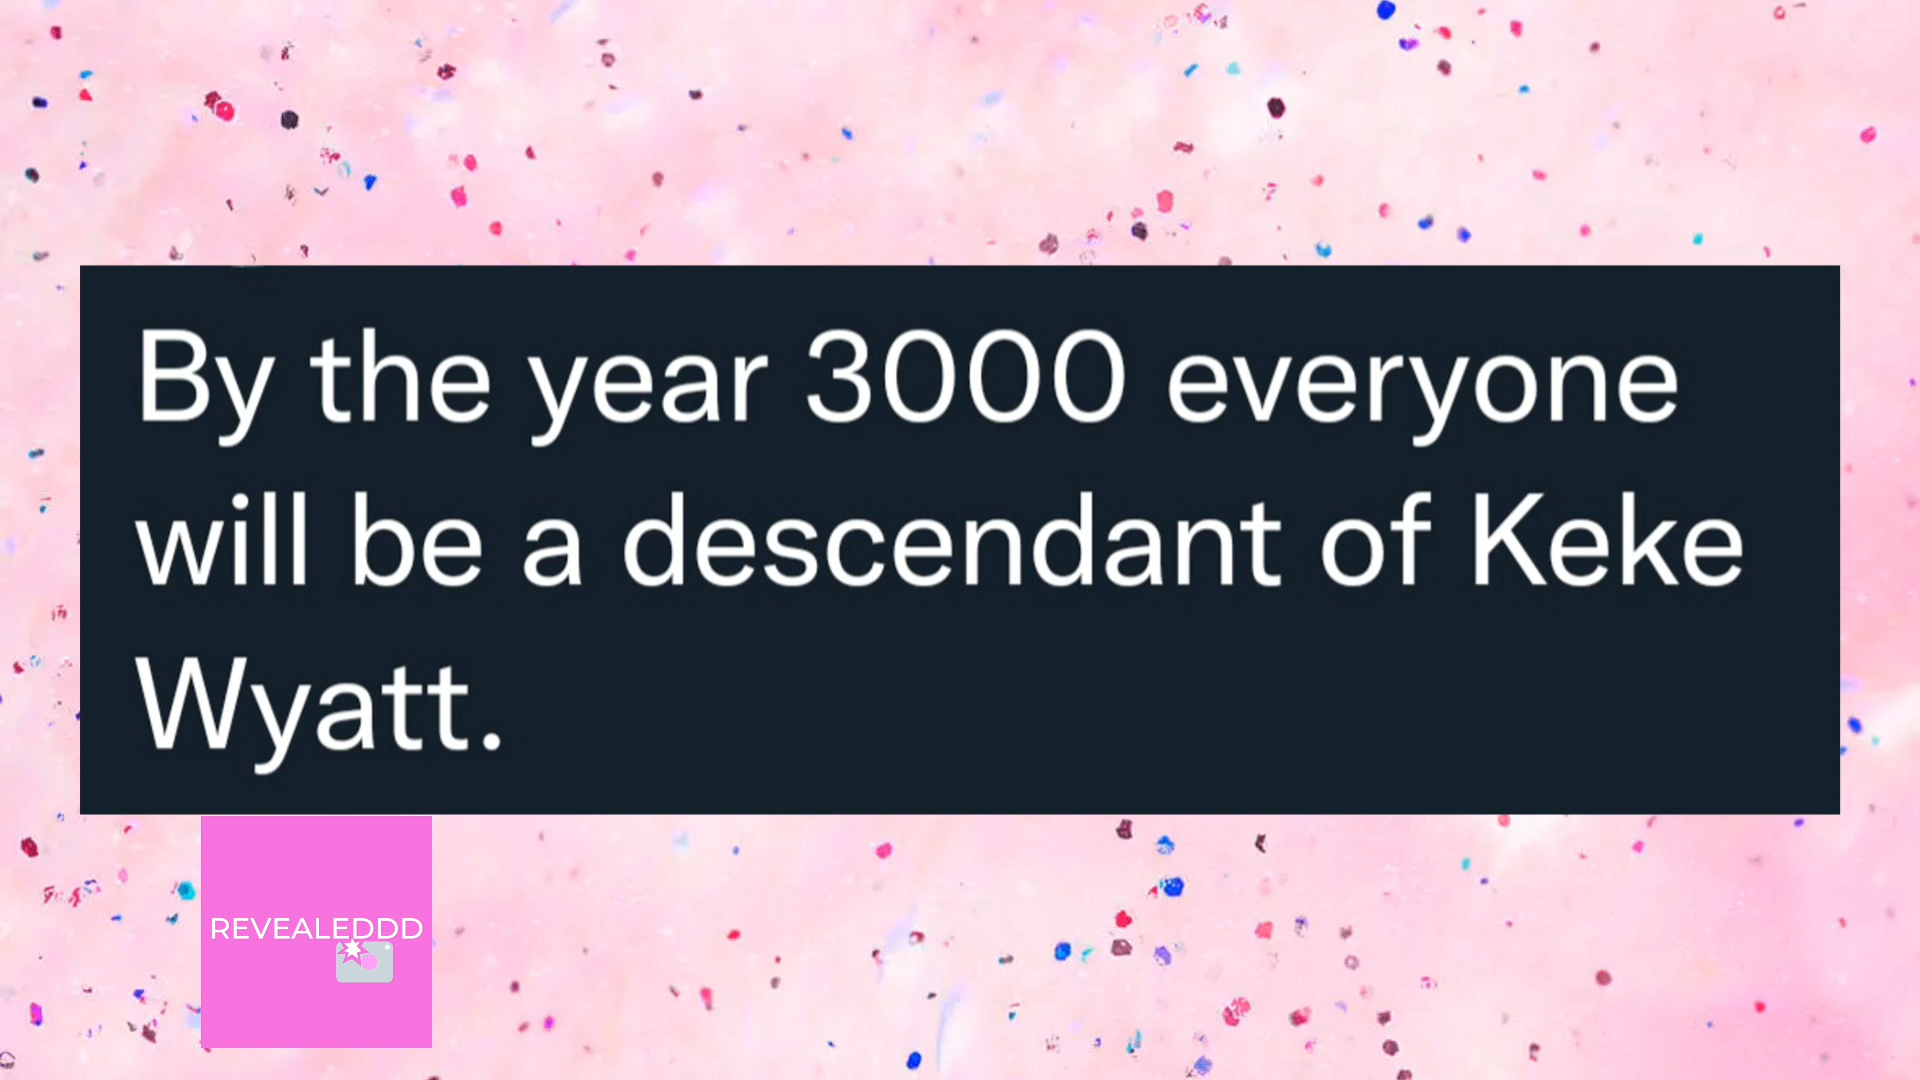 By the year 3000 everyone
will be a descendant of Keke
Wyatt.
REVEALEDDD